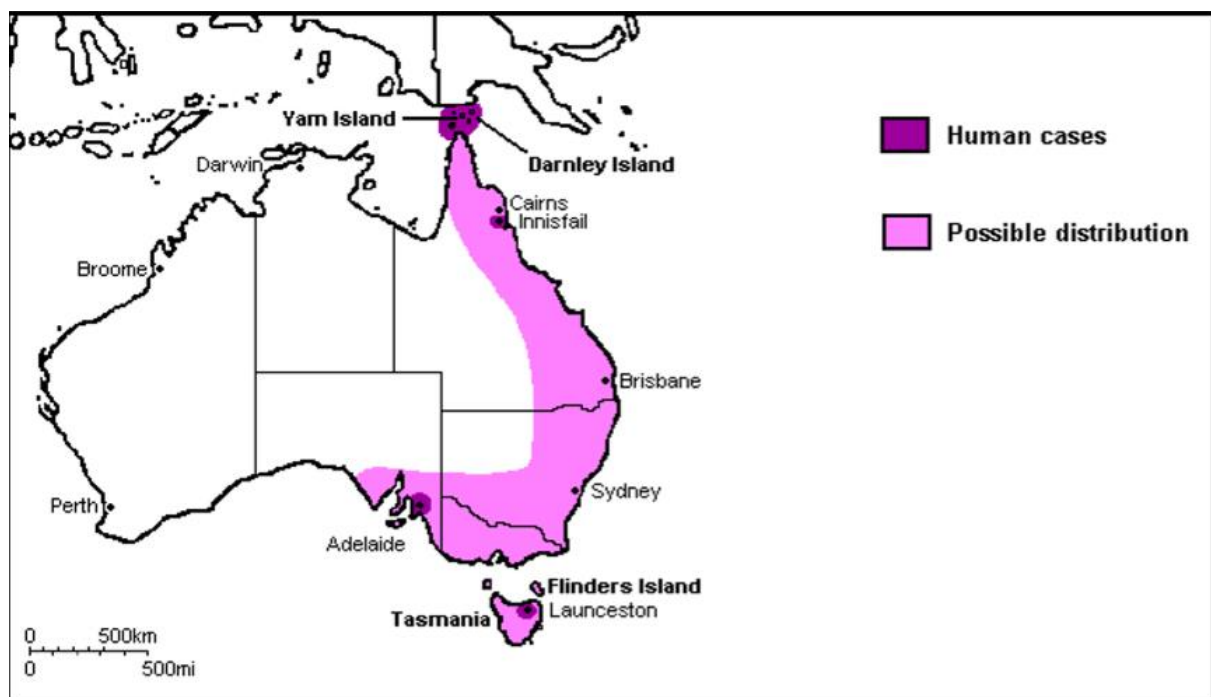 Yam Island
Darnley Island
Darwin
Cairns
Innisfail
Broome
Brisbane
Perth
Adelaide
Sydney
Flinders Island
Launceston
Tasmania
0 500km
0 500mi
Human cases
Possible distribution